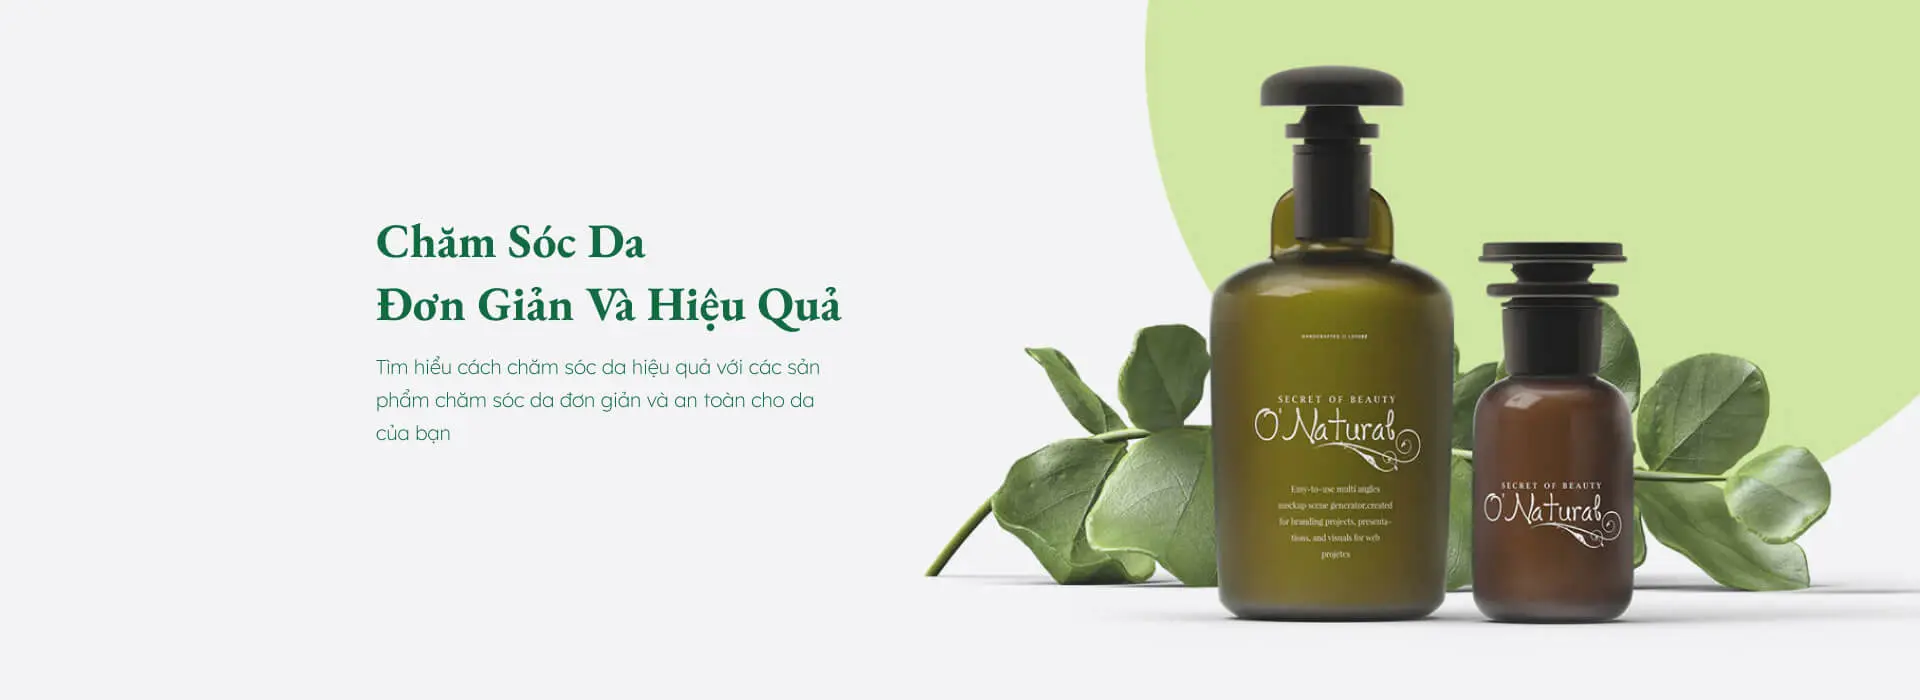 Chăm Sóc Da
Đơn Giản Và Hiệu Quả
Tìm hiểu cách chăm sóc da hiệu quả với các sản
phẩm chăm sóc da đơn giản và an toàn cho da
của bạn
SECRET OF BEAUTY
O'Natural
Easy-to-use multi angles
mockup scene generator,created
for branding projects, presenta-
tions, and visuals for web
projetcs
SECRET OF BEAUTY
O'Natural